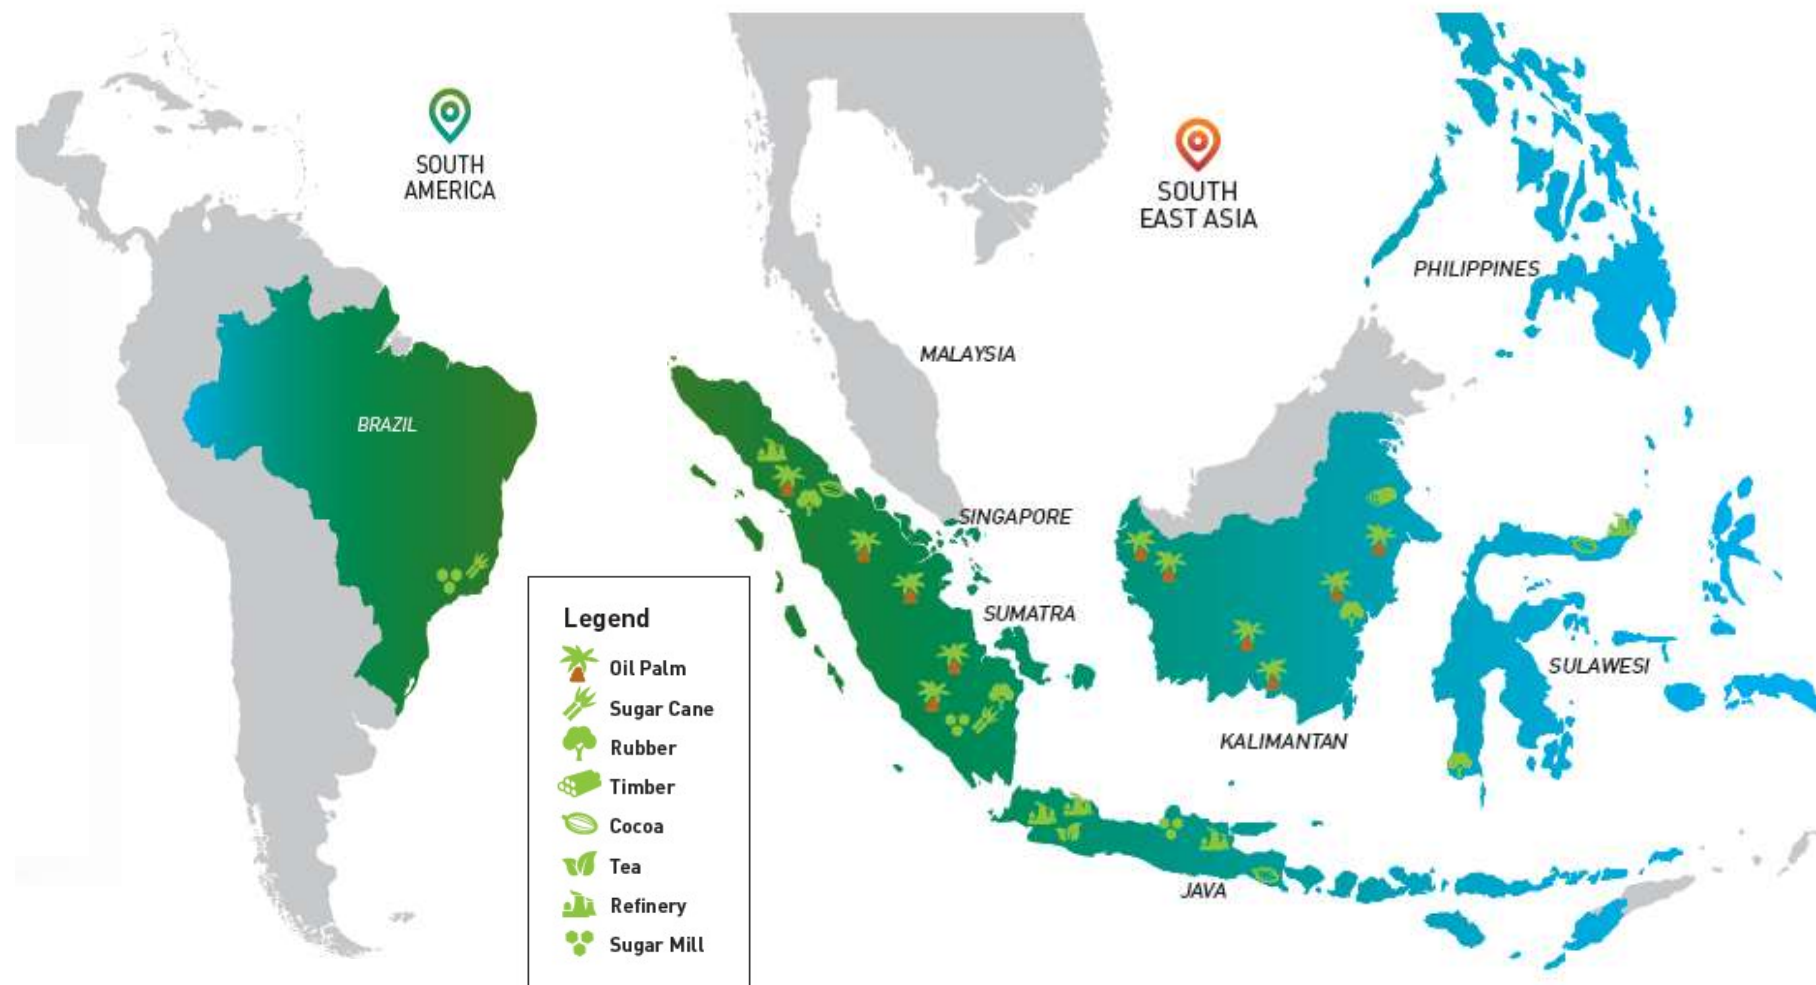 SOUTH
AMERICA
SOUTH
EAST ASIA
PHILIPPINES
MALAYSIA
BRAZIL
SINGAPORE
SUMATRA
SULAWESI
KALIMANTAN
JAVA
Legend
Oil Palm
Sugar Cane
Rubber
Timber
Cocoa
Tea
Refinery
Sugar Mill